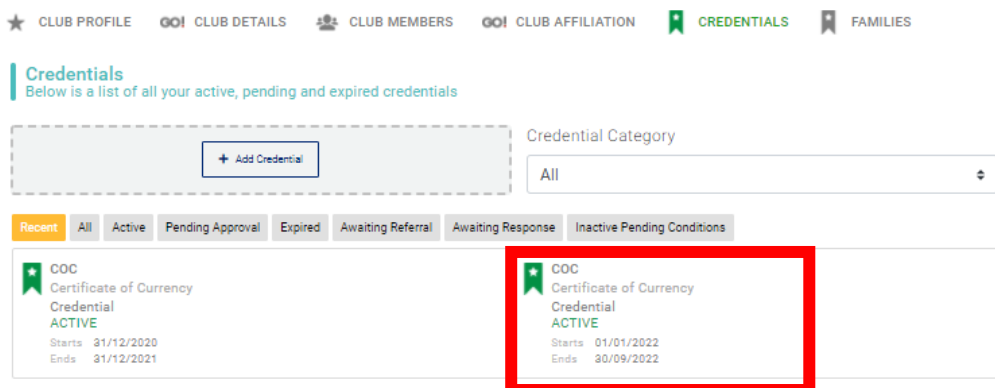 CLUB PROFILE GO! CLUB DETAILS CLUB MEMBERS GO! CLUB AFFILIATION CREDENTIALS FAMILIES
Credentials
Below is a list of all your active, pending and expired credentials
Credential Category
+ Add Credential
All
Recent All Active Pending Approval Expired Awaiting Referral Awaiting Response Inactive Pending Conditions
COC
Certificate of Currency
Credential
ACTIVE
Starts 31/12/2020
Ends 31/12/2021
COC
Certificate of Currency
Credential
ACTIVE
Starts 01/01/2022
Ends 30/09/2022